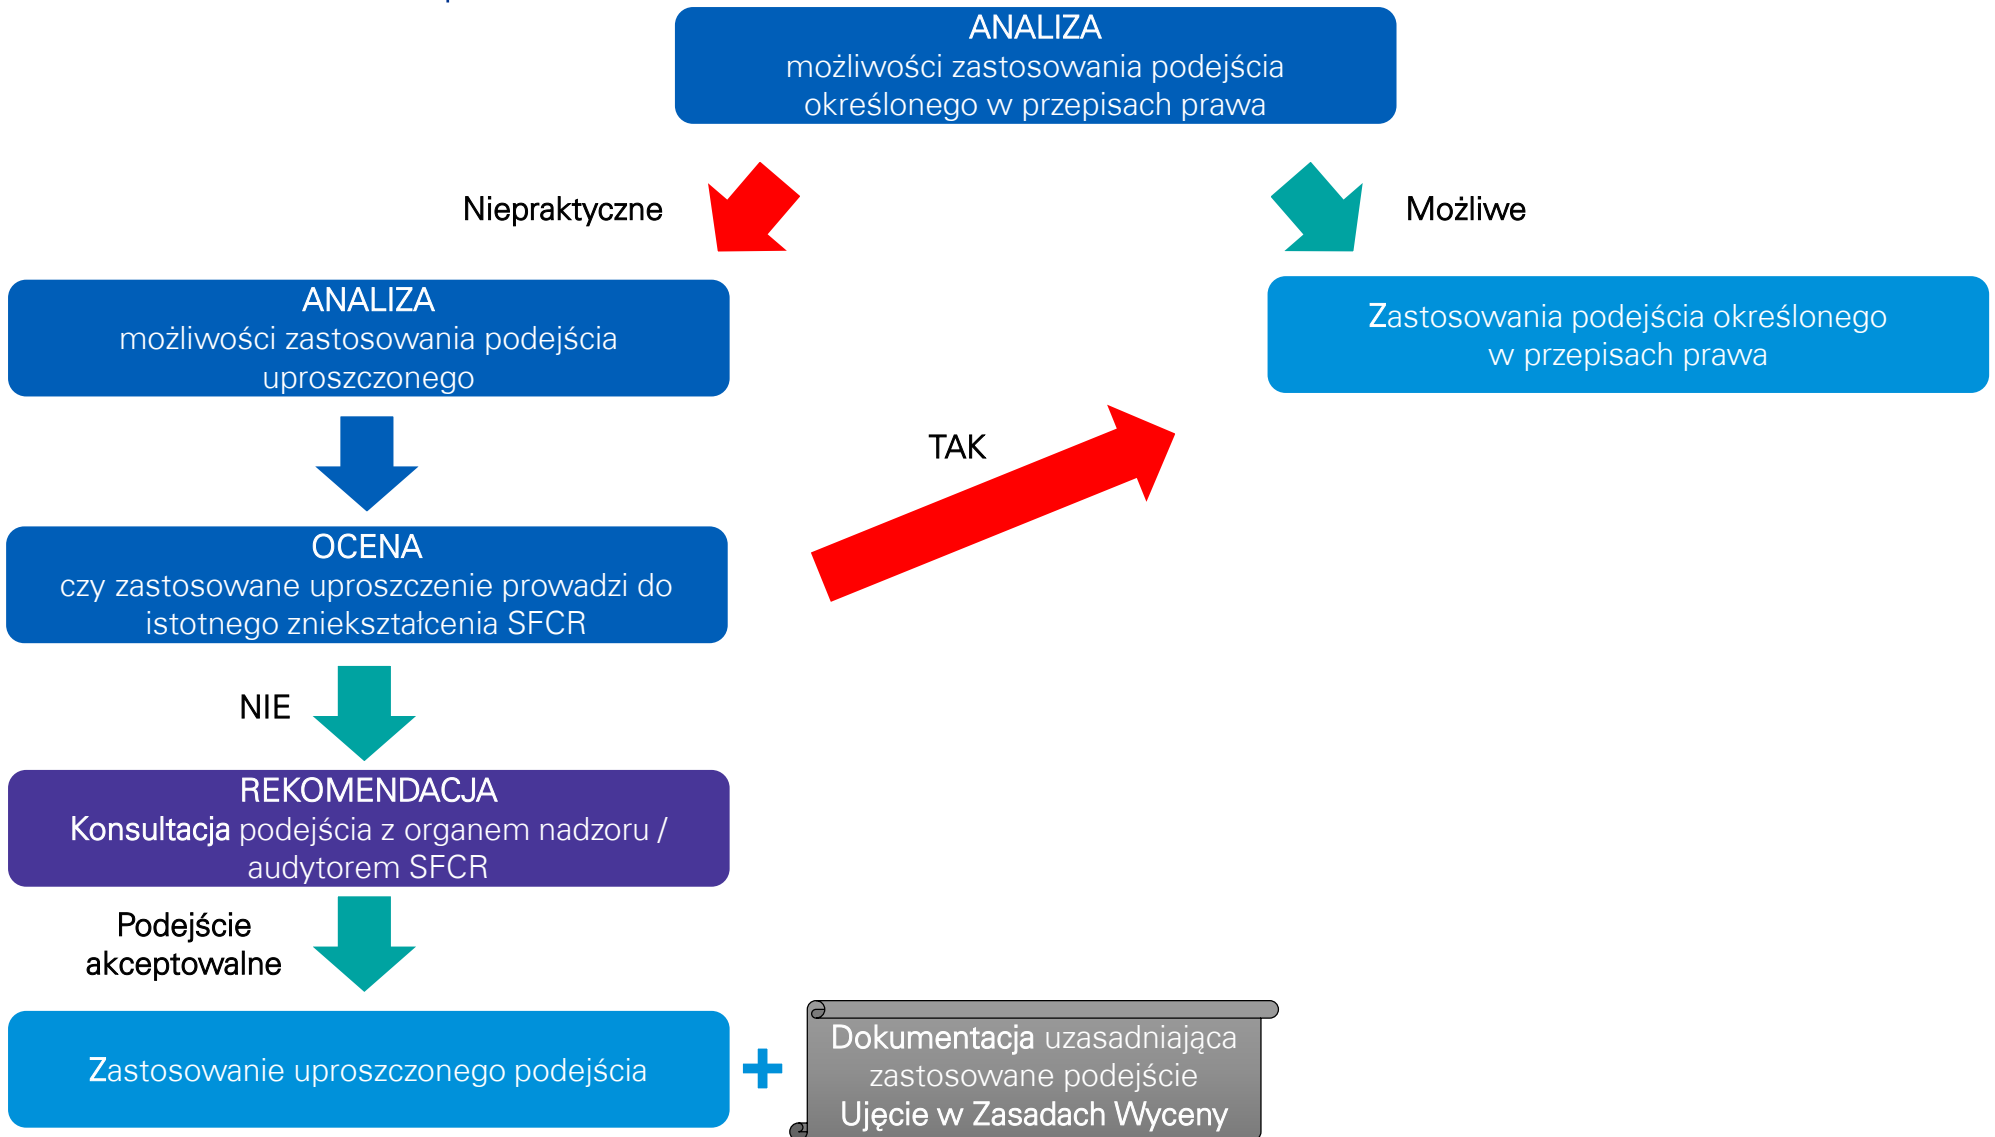 ANALIZA
możliwości zastosowania podejścia
określonego w przepisach prawa
Niepraktyczne
Możliwe
ANALIZA
możliwości zastosowania podejścia
uproszczonego
Zastosowania podejścia określonego
w przepisach prawa
TAK
OCENA
czy zastosowane uproszczenie prowadzi do
istotnego zniekształcenia SFCR
NIE
REKOMENDACJA
Konsultacja podejścia z organem nadzoru /
audytorem SFCR
Podejście
akceptowalne
Zastosowanie uproszczonego podejścia
+
Dokumentacja uzasadniająca
zastosowane podejście
Ujęcie w Zasadach Wyceny